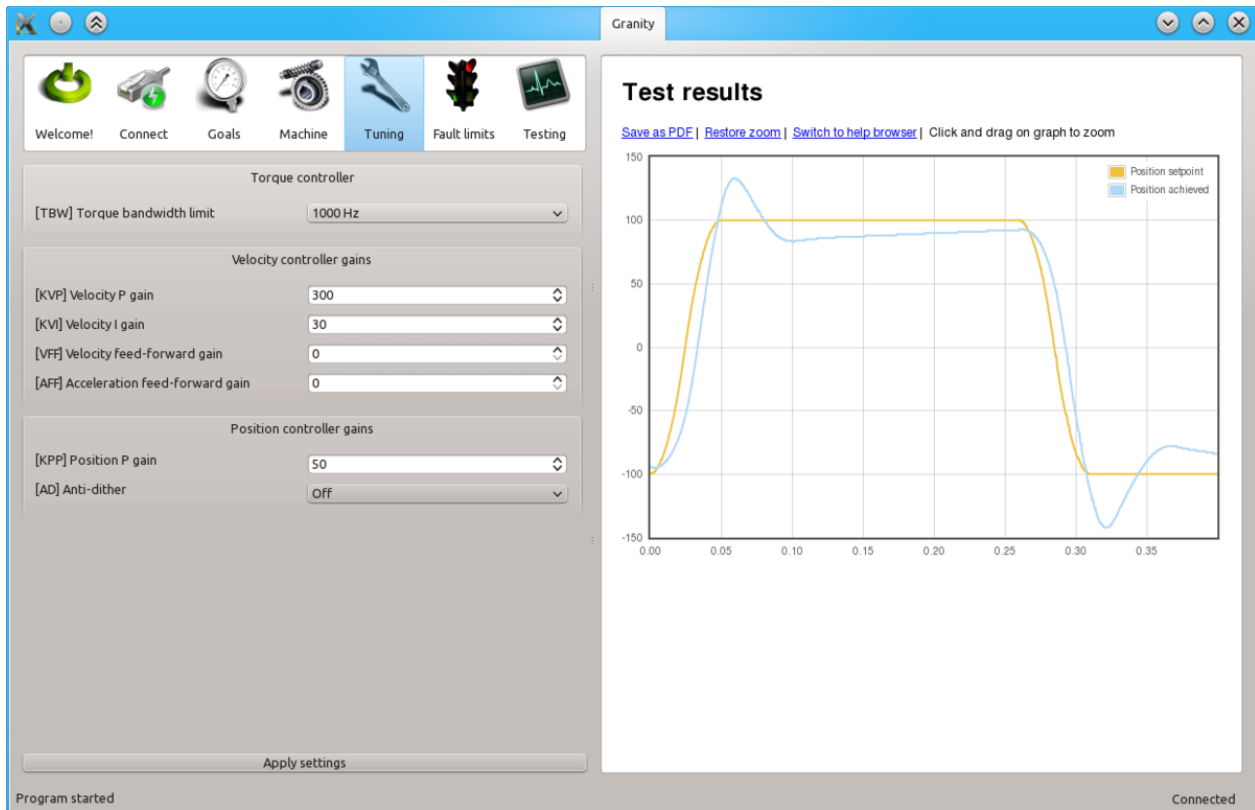 Granity
Welcome! Connect Goals Machine Tuning Fault limits Testing
Torque controller
[TBW] Torque bandwidth limit 1000 Hz
Velocity controller gains
[KVP] Velocity P gain 300
[KVI] Velocity I gain 30
[VFF] Velocity feed-forward gain 0
[AFF] Acceleration feed-forward gain 0
Position controller gains
[KPP] Position P gain 50
[AD] Anti-dither Off
Apply settings
Test results
Save as PDF | Restore zoom | Switch to help browser | Click and drag on graph to zoom
150
Position setpoint
Position achieved
100
50
0
-50
-100
-150
0.00 0.05 0.10 0.15 0.20 0.25 0.30 0.35
Program started Connected